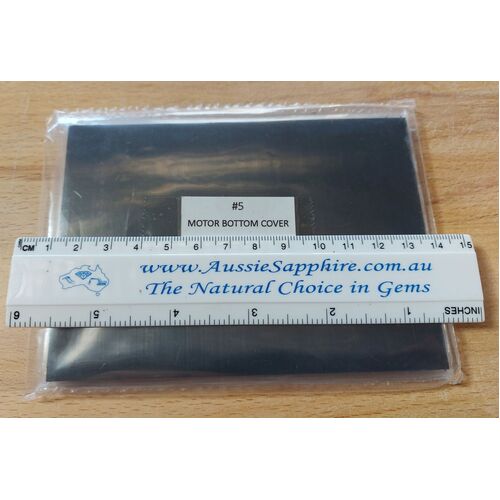 #5
MOTOR BOTTOM COVER
CM 1 2 3 4 5 6 7 8 9 10 11 12 13 14 15
www.AussieSapphire.com.au
The Natural Choice in Gems
6 5 4 3 2 1 INCHES